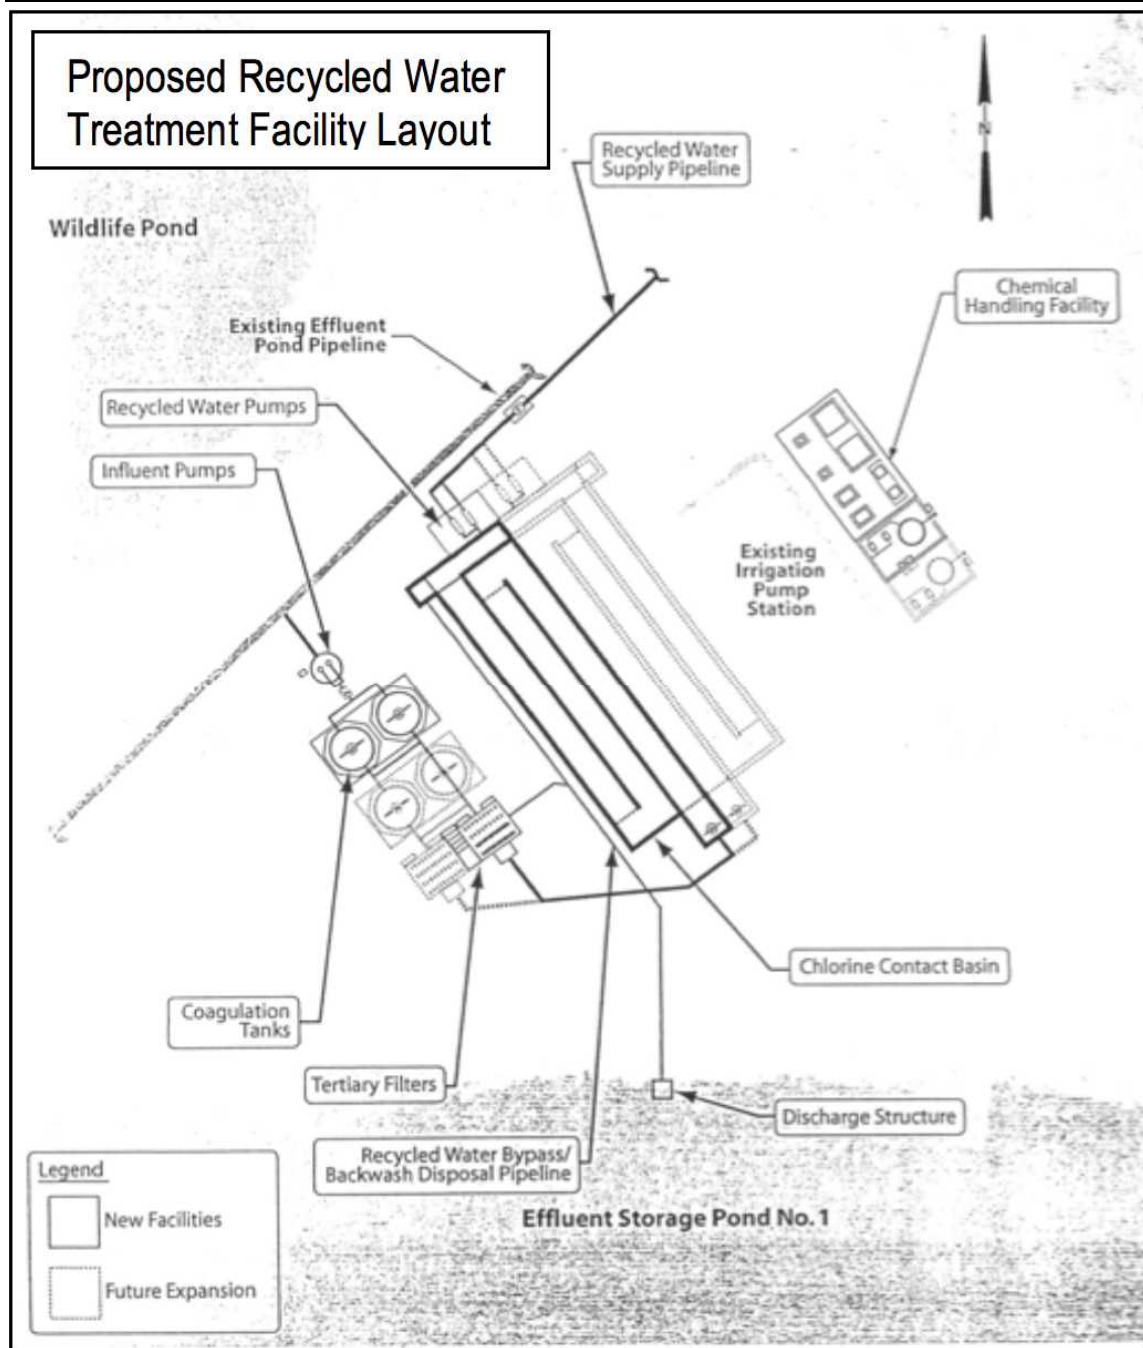 Proposed Recycled Water
Treatment Facility Layout
Recycled Water
Supply Pipeline
N
Wildlife Pond
Chemical
Handling Facility
Existing Effluent
Pond Pipeline
Recycled Water Pumps
Influent Pumps
Existing
Irrigation
Pump
Station
Chlorine Contact Basin
Coagulation
Tanks
Tertiary Filters
Discharge Structure
Recycled Water Bypass/
Backwash Disposal Pipeline
Legend
New Facilities
Future Expansion
Effluent Storage Pond No. 1